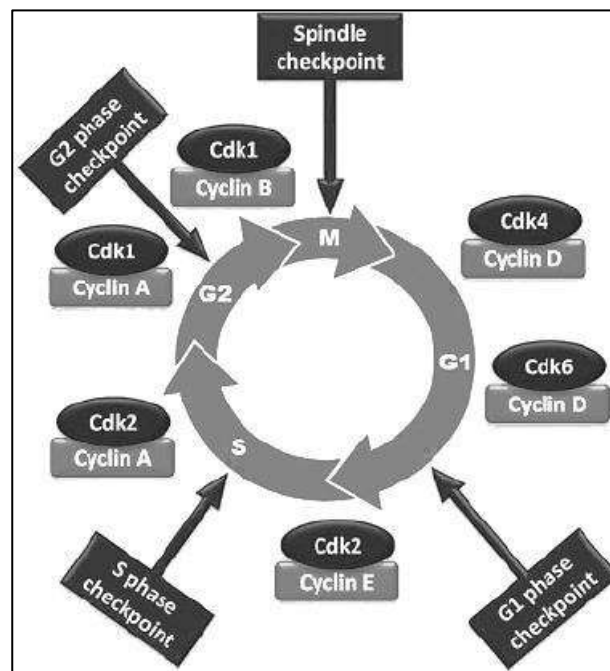 Spindle
checkpoint
G2 phase
checkpoint
Cdk1
Cyclin B
Cdk1
Cyclin A
M
G2
Cdk4
Cyclin D
G1
Cdk6
Cyclin D
Cdk2
Cyclin A
S
Cdk2
Cyclin E
S phase
checkpoint
G1 phase
checkpoint